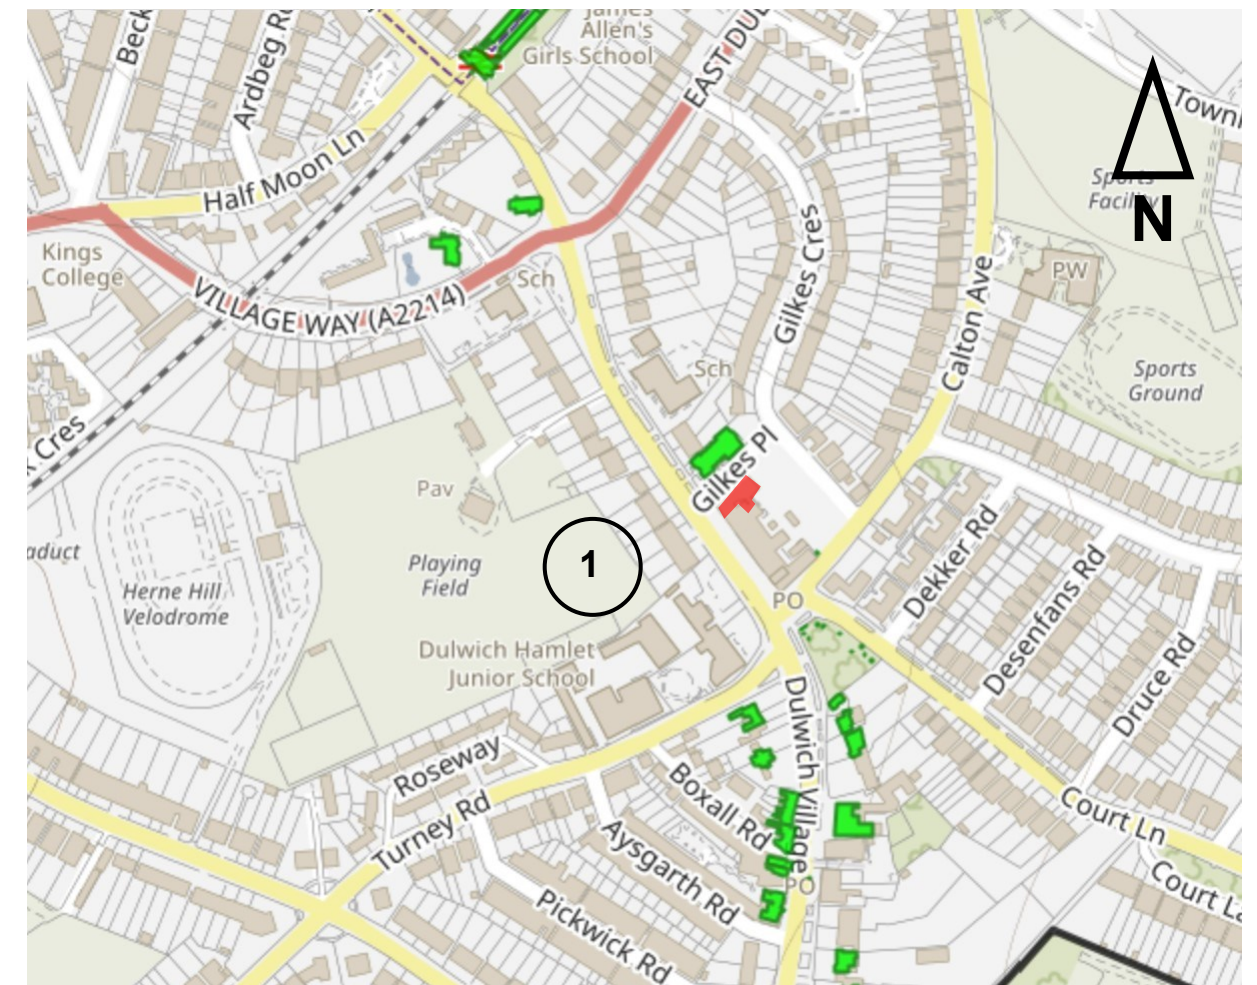 James
Allen's
Girls School
EAST DUL
Beck
Ardbeg R
Half Moon Ln
Townl
Sports
Facility
N
Kings
College
VILLAGE WAY (A2214)
Sch
Gilkes Cres
PW
Calton Ave
Sch
Sports
Ground
Cres
Gilkes Pl
Pav
aduct
Playing
Field
1
Herne Hill
Velodrome
Dekker Rd
Desenfans Rd
PO
Druce Rd
Dulwich Hamlet
Junior School
Dulwich Village
Roseway
Boxall Rd
Turney Rd
Court Ln
Aysgarth Rd
PO
Court La
Pickwick Rd